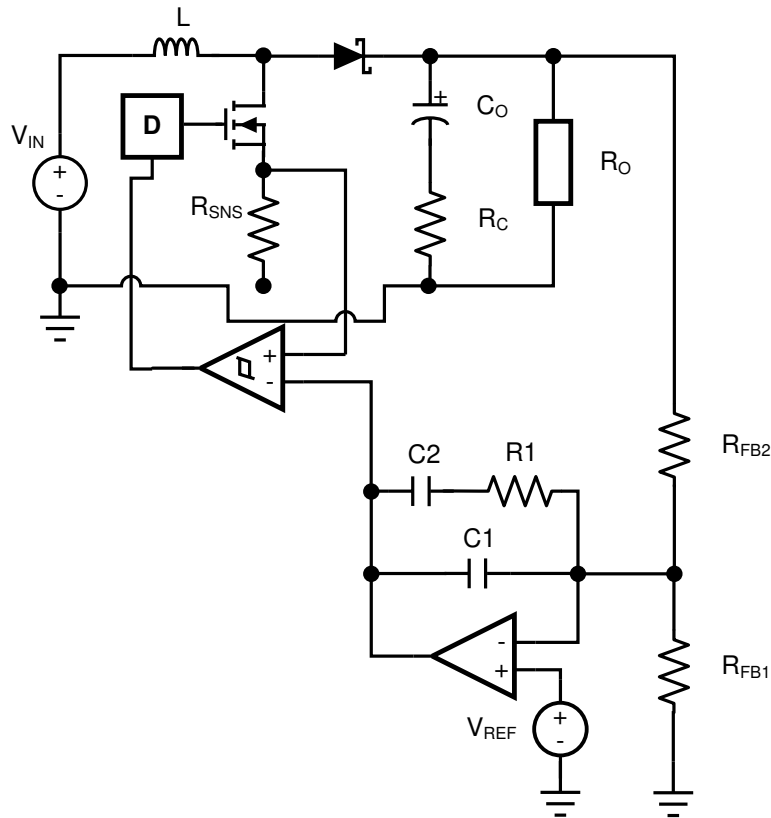 L
D
V_IN
+
-
R_SNS
+
C_O
R_C
R_O
+
-
R_FB2
C2
R1
C1
-
+
R_FB1
V_REF
+
-